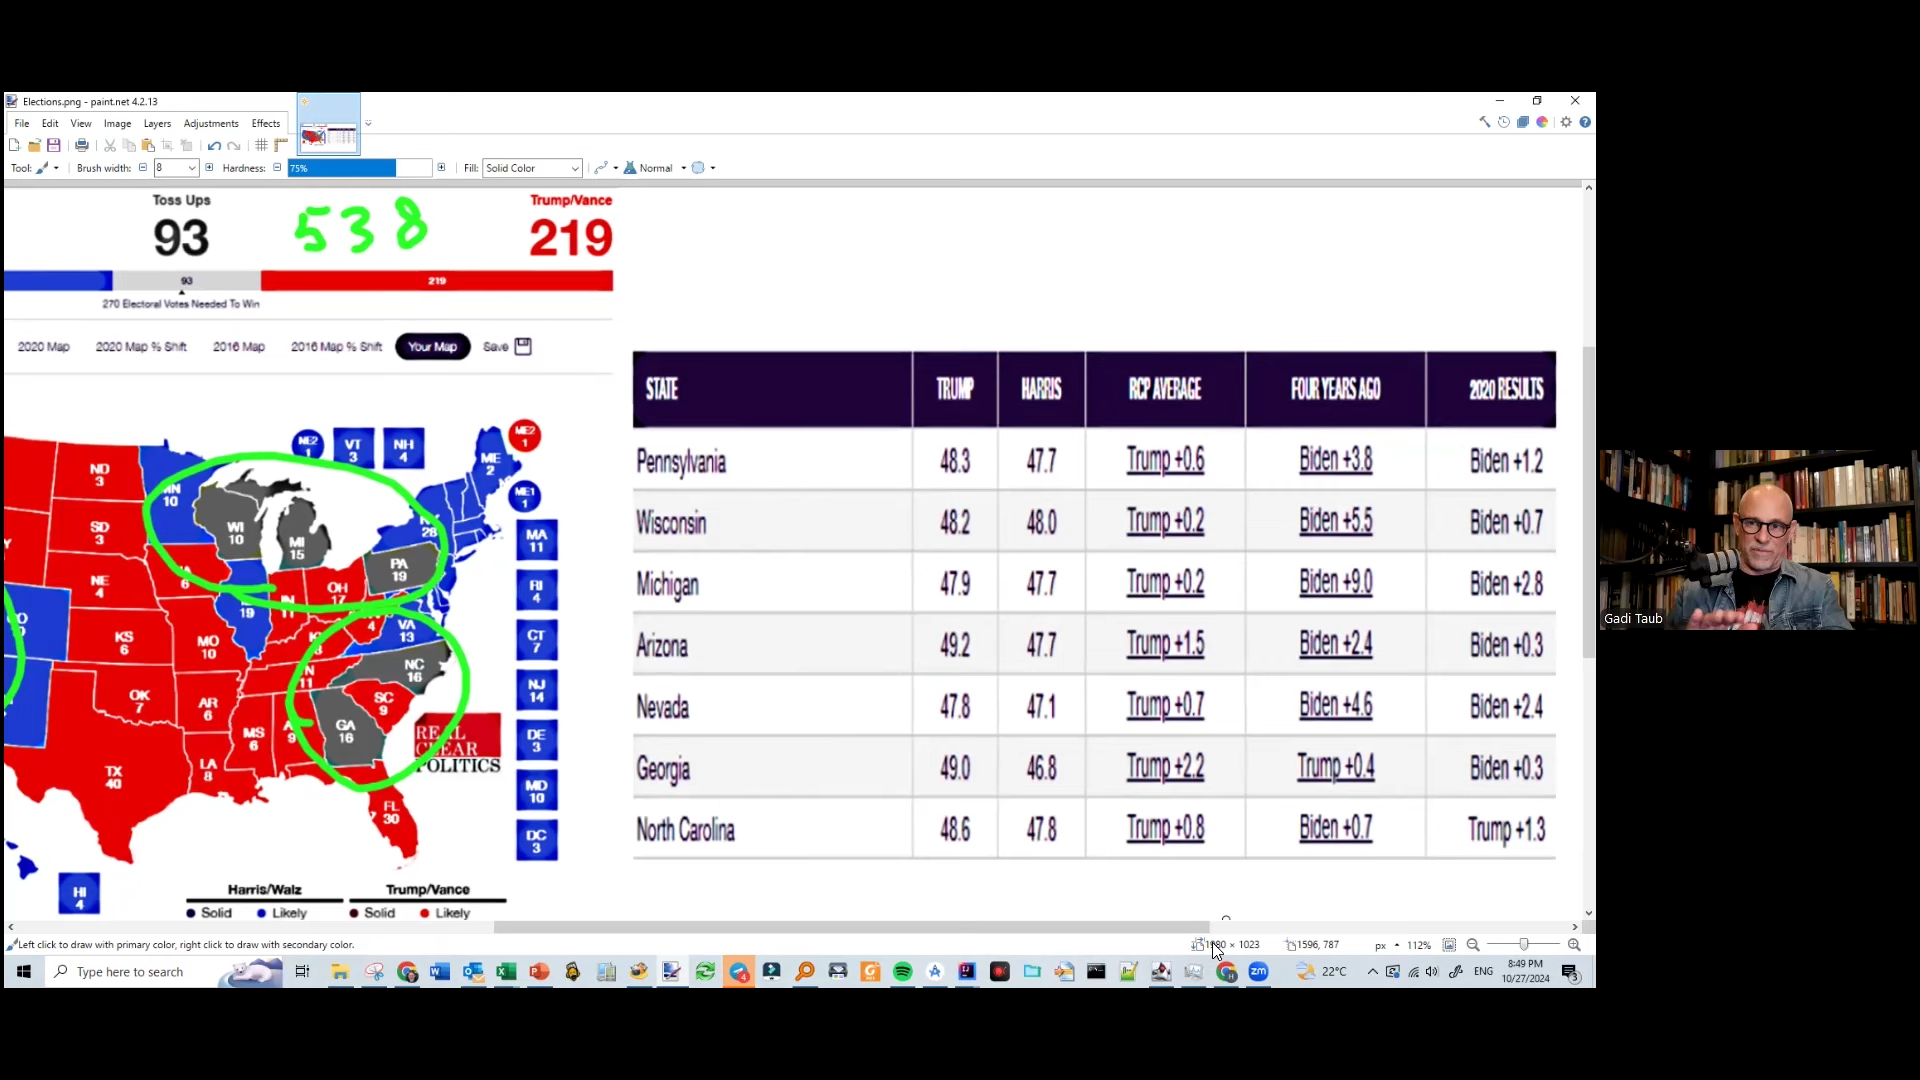 Elections.png - paint.net 4.2.13
File Edit View Image Layers Adjustments Effects
Tool: Brush width: 8 Hardness: 75% Fill: Solid Color Normal
Toss Ups 538 Trump/Vance
93 219
93 219
270 Electoral Votes Needed To Win
2020 Map 2020 Map % Shift 2016 Map 2016 Map % Shift Your Map Save
NE2 1
VT 3
NH 4
ME 2
ME2 1
ME1 1
ND 3
MN 10
SD 3
WI 10
MI 15
28
MA 11
PA 19
NE 4
6
OH 17
RI 4
19
4
VA 13
CT 7
KS 6
MO 10
NC 16
11
SC 9
NJ 14
OK 7
AR 6
GA 16
MS 6
9
DE 3
TX 40
LA 8
MD 10
FL 30
DC 3
HI 4
REAL
CLEAR
POLITICS
Harris/Walz Trump/Vance
Solid Likely Solid Likely
STATE TRUMP HARRIS RCP AVERAGE FOUR YEARS AGO 2020 RESULTS
Pennsylvania 48.3 47.7 Trump +0.6 Biden +3.8 Biden +1.2
Wisconsin 48.2 48.0 Trump +0.2 Biden +5.5 Biden +0.7
Michigan 47.9 47.7 Trump +0.2 Biden +9.0 Biden +2.8
Arizona 49.2 47.7 Trump +1.5 Biden +2.4 Biden +0.3
Nevada 47.8 47.1 Trump +0.7 Biden +4.6 Biden +2.4
Georgia 49.0 46.8 Trump +2.2 Trump +0.4 Biden +0.3
North Carolina 48.6 47.8 Trump +0.8 Biden +0.7 Trump +1.3
Gadi Taub
Left click to draw with primary color, right click to draw with secondary color. × 1023 1596, 787 px 112%
Type here to search 22°C ENG 8:49 PM
10/27/2024